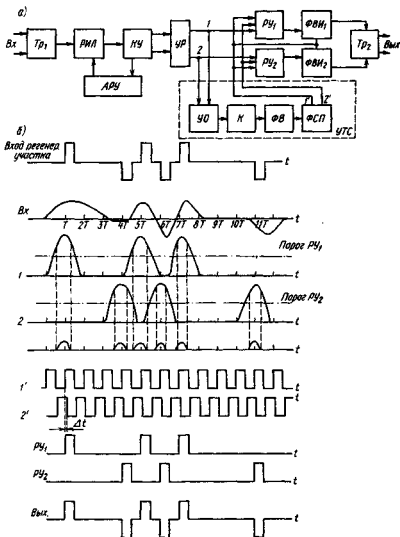 а)
Вх
Тр₁
РИЛ
КУ
УР
1
2
РУ₁
ФВИ₁
РУ₂
ФВИ₂
Тр₂
Вых
АРУ
1' 2'
УО
К
ФВ
ФСП
УТС
б)
Вход регенер. участка
t
Вх
T 2T 3T 4T 5T 6T 7T 8T 9T 10T 11T
t
Порог РУ₁
1
t
Порог РУ₂
2
t
t
1'
t
2'
t
Δt
РУ₁
t
РУ₂
t
Вых.
t